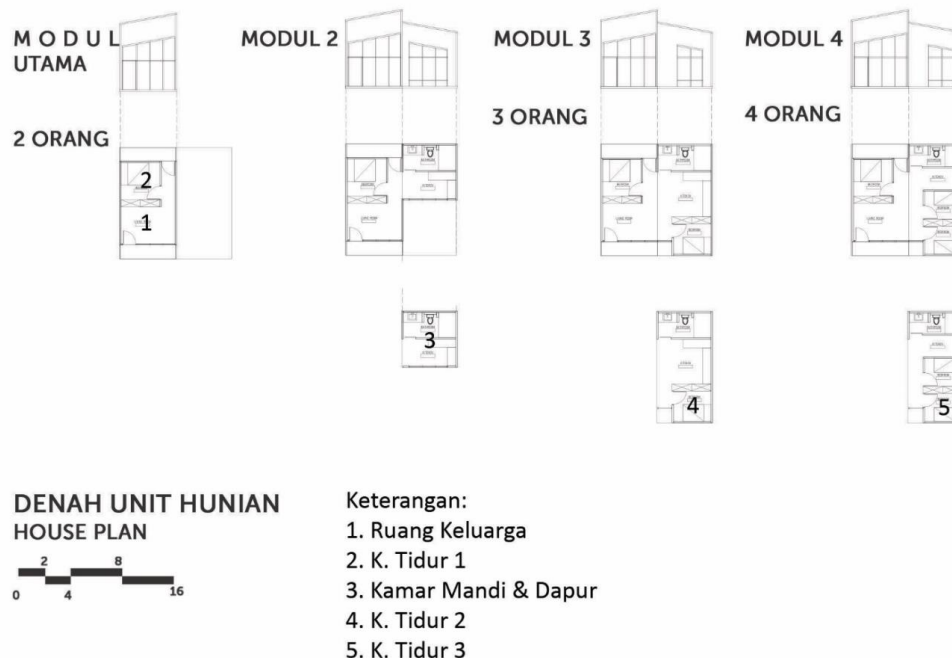 MODUL UTAMA
2 ORANG
MODUL 2
MODUL 3
3 ORANG
MODUL 4
4 ORANG
2
1
3
4
5
DENAH UNIT HUNIAN
HOUSE PLAN
2 8
0 4 16
Keterangan:
1. Ruang Keluarga
2. K. Tidur 1
3. Kamar Mandi & Dapur
4. K. Tidur 2
5. K. Tidur 3